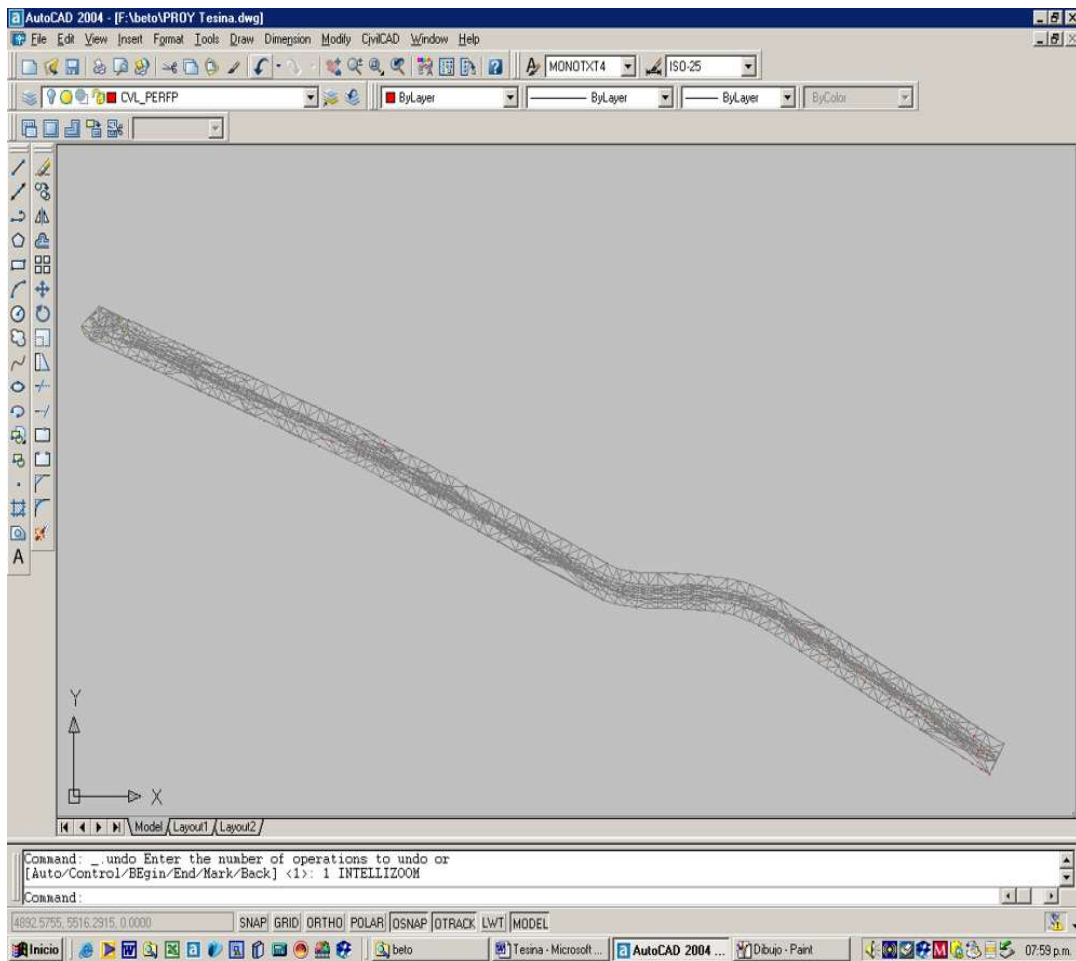 AutoCAD 2004 - [F:\beto\PROY Tesina.dwg]
File Edit View Insert Format Tools Draw Dimension Modify CivilCAD Window Help
MONOTXT4 ISO-25
CVL_PERFP ByLayer ByLayer ByLayer ByColor
A
Y
X
Model Layout1 Layout2
Command: _.undo Enter the number of operations to undo or
[Auto/Control/BEgin/End/Mark/Back] <1>: 1 INTELLIZOOM
Command:
4892.5755, 5516.2915, 0.0000 SNAP GRID ORTHO POLAR OSNAP OTRACK LWT MODEL
Inicio beto Tesina - Microsoft ... AutoCAD 2004 ... Dibujo - Paint 07:59 p.m.